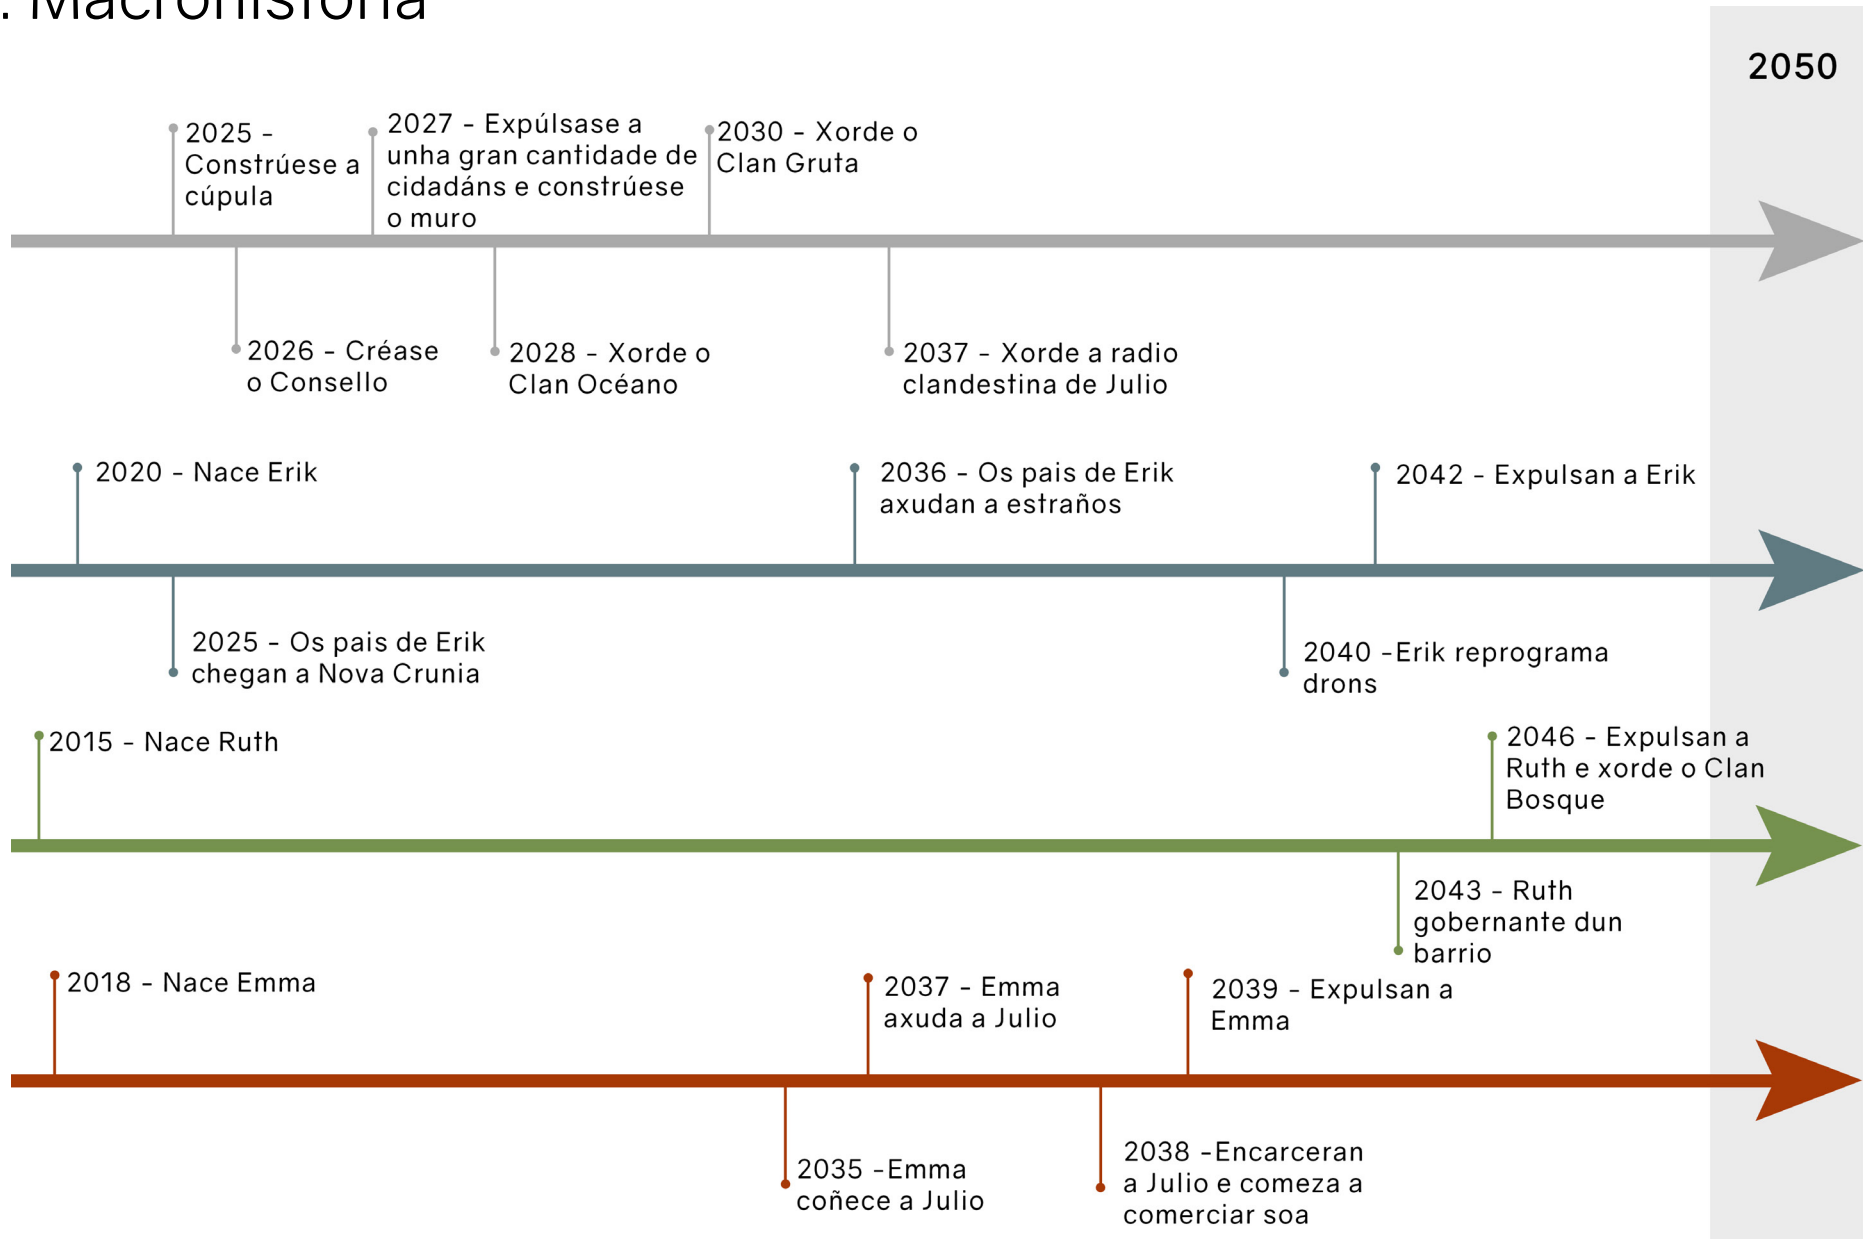 . Macrohistoria
2050
2025 -
Constrúese a
cúpula
2027 - Expúlsase a
unha gran cantidade de
cidadáns e constrúese
o muro
2030 - Xorde o
Clan Gruta
2026 - Créase
o Consello
2028 - Xorde o
Clan Océano
2037 - Xorde a radio
clandestina de Julio
2020 - Nace Erik
2036 - Os pais de Erik
axudan a estraños
2042 - Expulsan a Erik
2025 - Os pais de Erik
chegan a Nova Crunia
2040 -Erik reprograma
drons
2015 - Nace Ruth
2046 - Expulsan a
Ruth e xorde o Clan
Bosque
2043 - Ruth
gobernante dun
barrio
2018 - Nace Emma
2037 - Emma
axuda a Julio
2039 - Expulsan a
Emma
2035 -Emma
coñece a Julio
2038 -Encarceran
a Julio e comeza a
comerciar soa